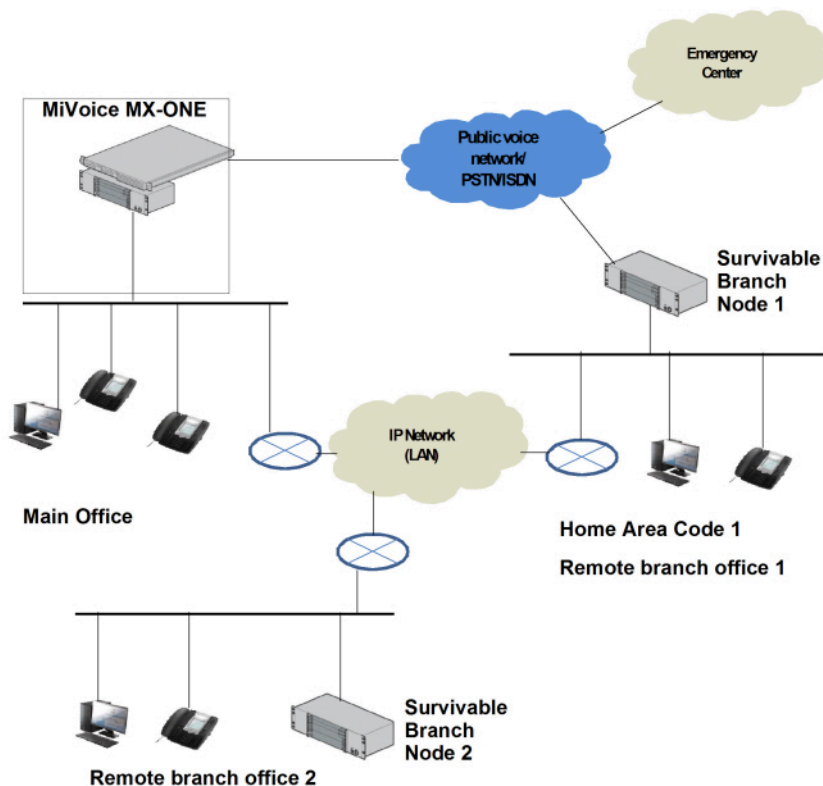 Emergency
Center
MiVoice MX-ONE
Public voice
network/
PSTN/ISDN
Survivable
Branch
Node 1
IP Network
(LAN)
Main Office
Home Area Code 1
Remote branch office 1
Survivable
Branch
Node 2
Remote branch office 2